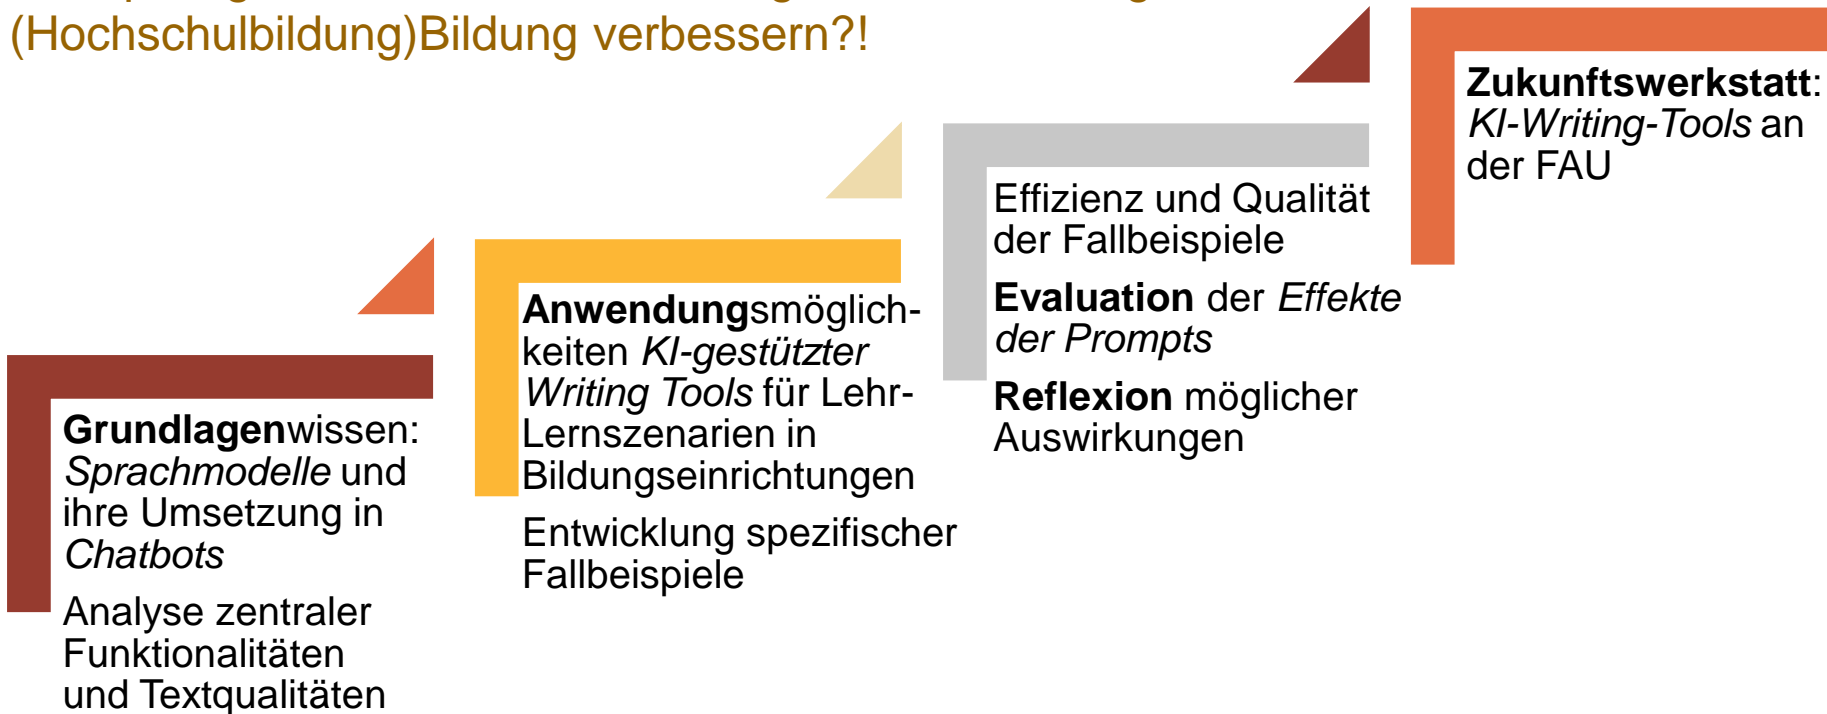 (Hochschulbildung)Bildung verbessern?!
Grundlagenwissen:
Sprachmodelle und
ihre Umsetzung in
Chatbots
Analyse zentraler
Funktionalitäten
und Textqualitäten
Anwendungsmöglich-
keiten KI-gestützter
Writing Tools für Lehr-
Lernszenarien in
Bildungseinrichtungen
Entwicklung spezifischer
Fallbeispiele
Effizienz und Qualität
der Fallbeispiele
Evaluation der Effekte
der Prompts
Reflexion möglicher
Auswirkungen
Zukunftswerkstatt:
KI-Writing-Tools an
der FAU